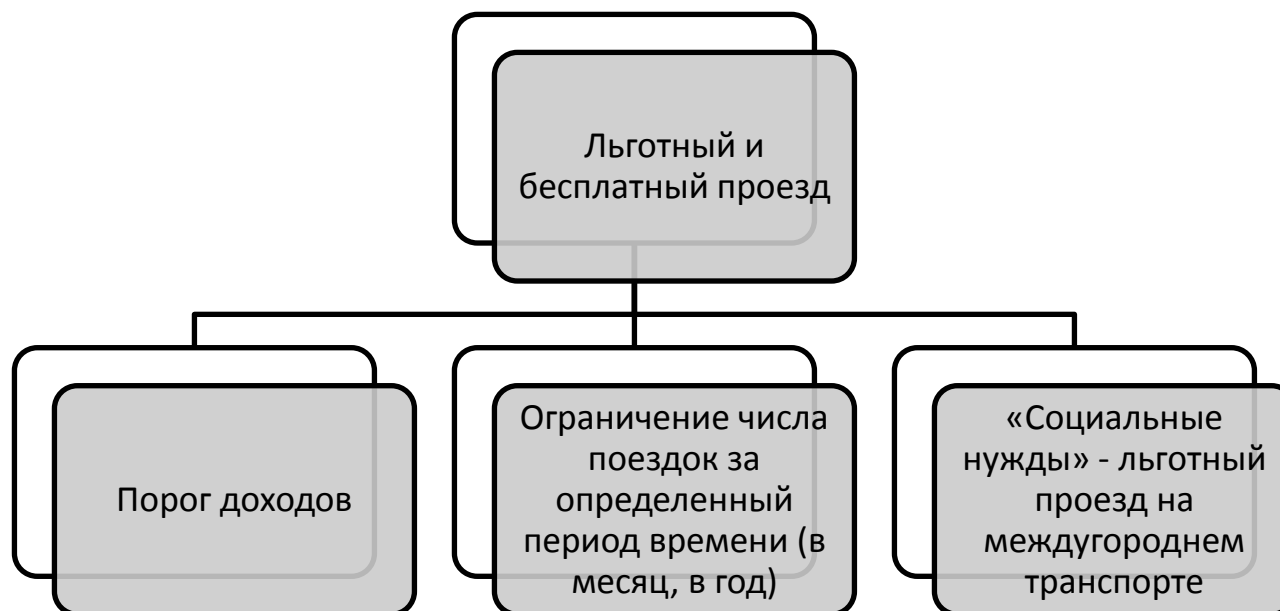 Льготный и
бесплатный проезд
Порог доходов
Ограничение числа
поездок за
определенный
период времени (в
месяц, в год)
«Социальные
нужды» - льготный
проезд на
междугороднем
транспорте